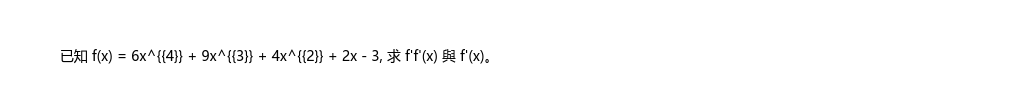 已知 f(x) = 6x^{{4}} + 9x^{{3}} + 4x^{{2}} + 2x - 3, 求 f'f'(x) 與 f'(x)。